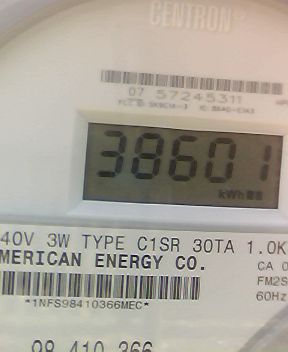 CENTRON
07 57245311
38601
kWh
40V 3W TYPE C1SR 30TA 1.0K
MERICAN ENERGY CO.
CA 0
FM2S
60Hz
*1NFS98410366MEC*
98 410 366